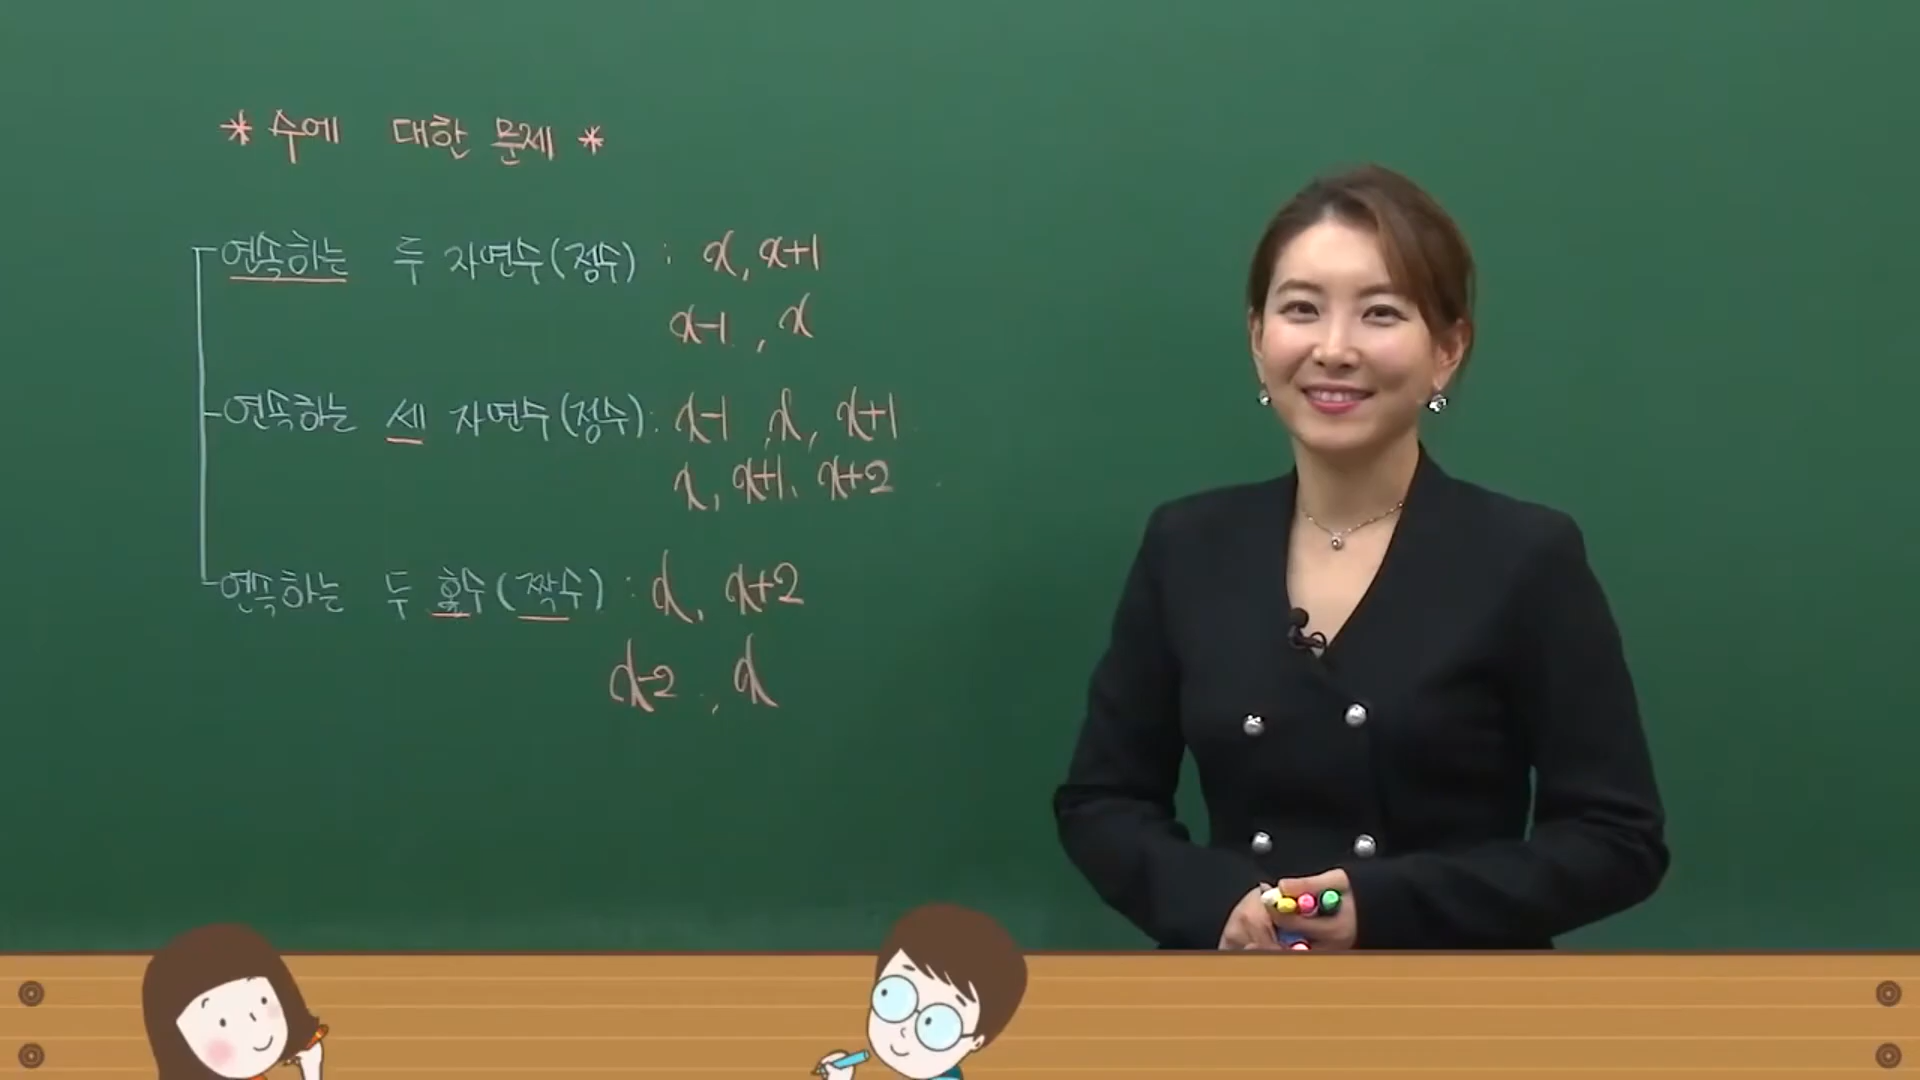 * 수에 대한 문제 *
연속하는 두 자연수(정수) : x, x+1
x-1, x
연속하는 세 자연수(정수) : x-1, x, x+1
x, x+1, x+2
연속하는 두 홀수(짝수) : x, x+2
x-2, x